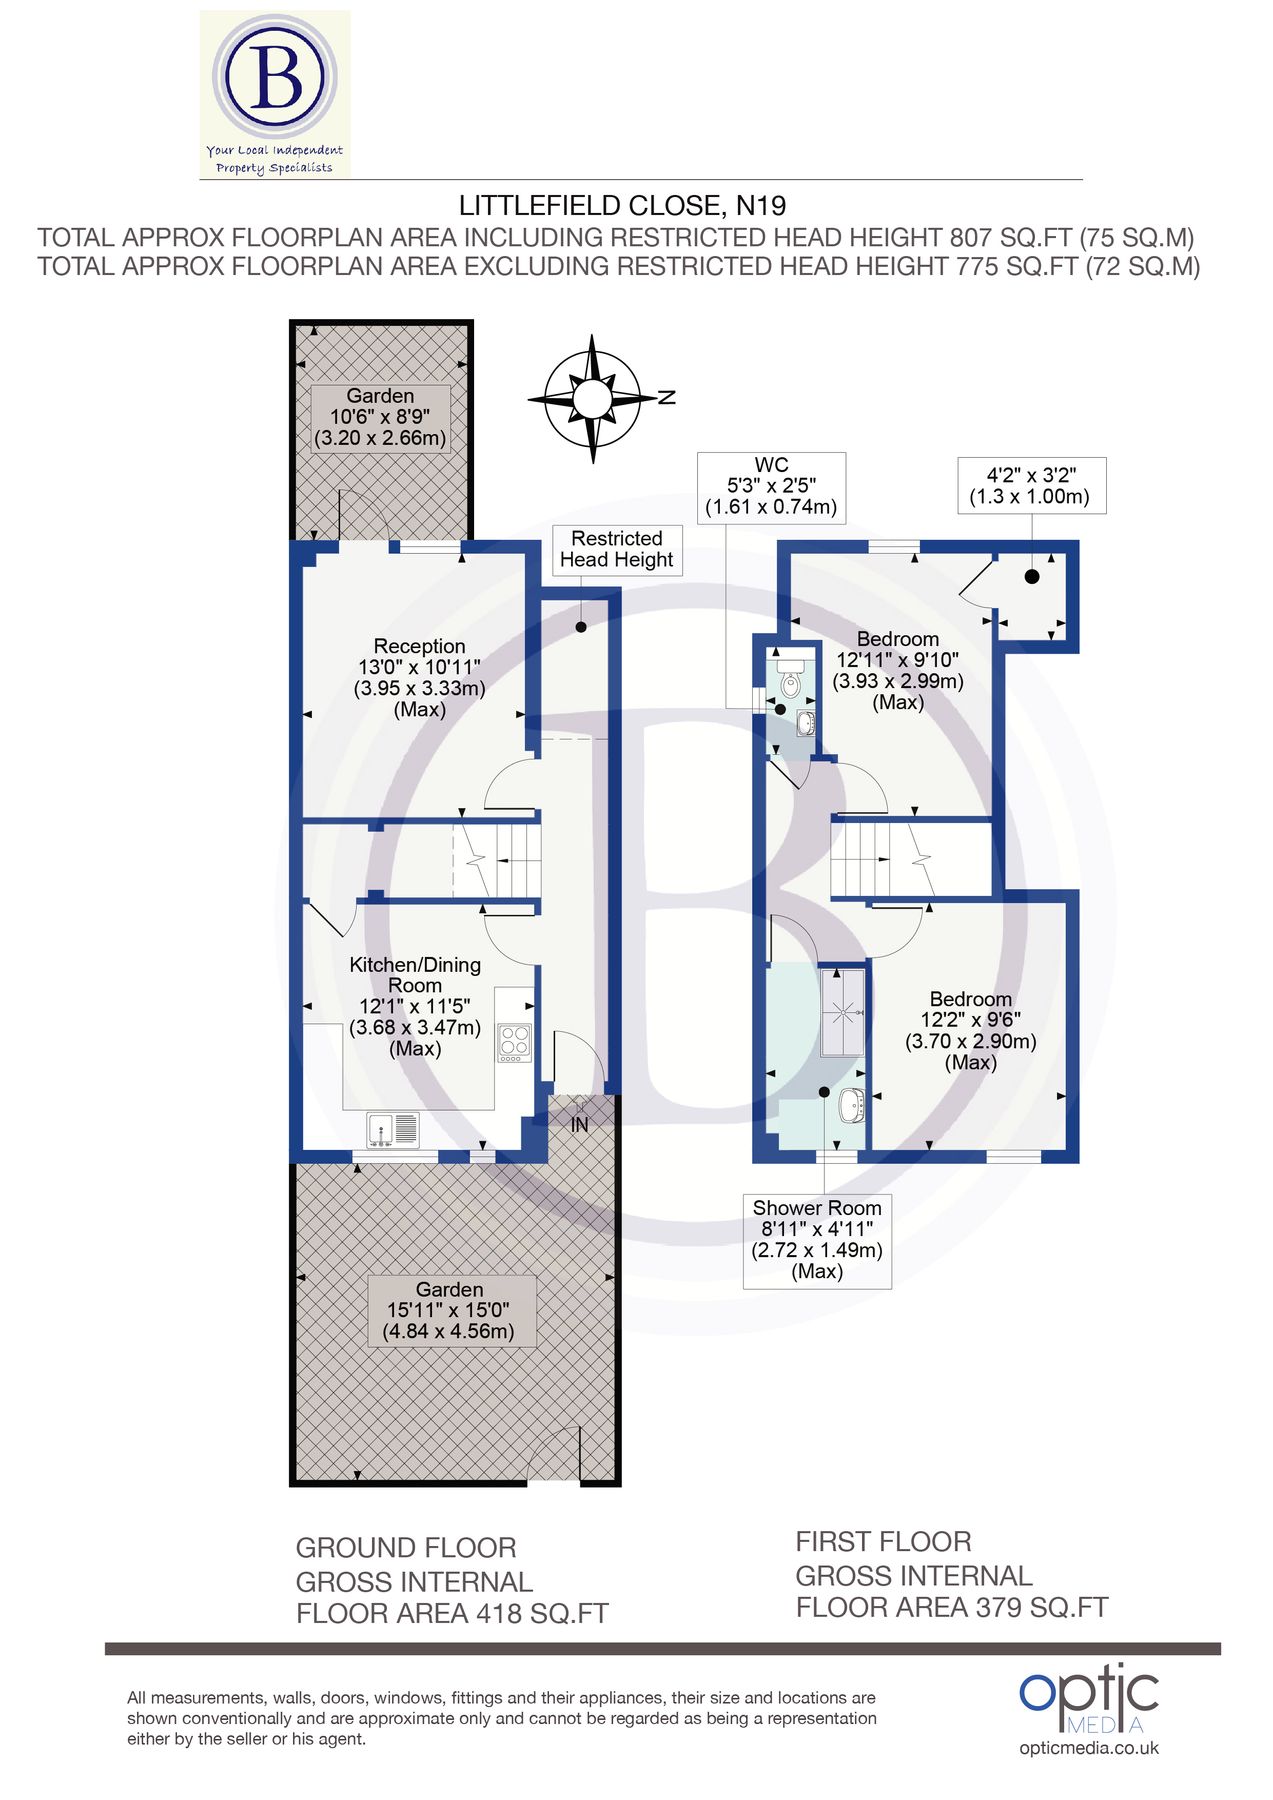 B
Your Local Independent
Property Specialists
LITTLEFIELD CLOSE, N19
TOTAL APPROX FLOORPLAN AREA INCLUDING RESTRICTED HEAD HEIGHT 807 SQ.FT (75 SQ.M)
TOTAL APPROX FLOORPLAN AREA EXCLUDING RESTRICTED HEAD HEIGHT 775 SQ.FT (72 SQ.M)
Garden
10'6" x 8'9"
(3.20 x 2.66m)
N
WC
5'3" x 2'5"
(1.61 x 0.74m)
4'2" x 3'2"
(1.3 x 1.00m)
Restricted
Head Height
Reception
13'0" x 10'11"
(3.95 x 3.33m)
(Max)
Bedroom
12'11" x 9'10"
(3.93 x 2.99m)
(Max)
Kitchen/Dining
Room
12'1" x 11'5"
(3.68 x 3.47m)
(Max)
Bedroom
12'2" x 9'6"
(3.70 x 2.90m)
(Max)
IN
Shower Room
8'11" x 4'11"
(2.72 x 1.49m)
(Max)
Garden
15'11" x 15'0"
(4.84 x 4.56m)
B
GROUND FLOOR
GROSS INTERNAL
FLOOR AREA 418 SQ.FT
FIRST FLOOR
GROSS INTERNAL
FLOOR AREA 379 SQ.FT
All measurements, walls, doors, windows, fittings and their appliances, their size and locations are
shown conventionally and are approximate only and cannot be regarded as being a representation
either by the seller or his agent.
optic
MEDIA
opticmedia.co.uk